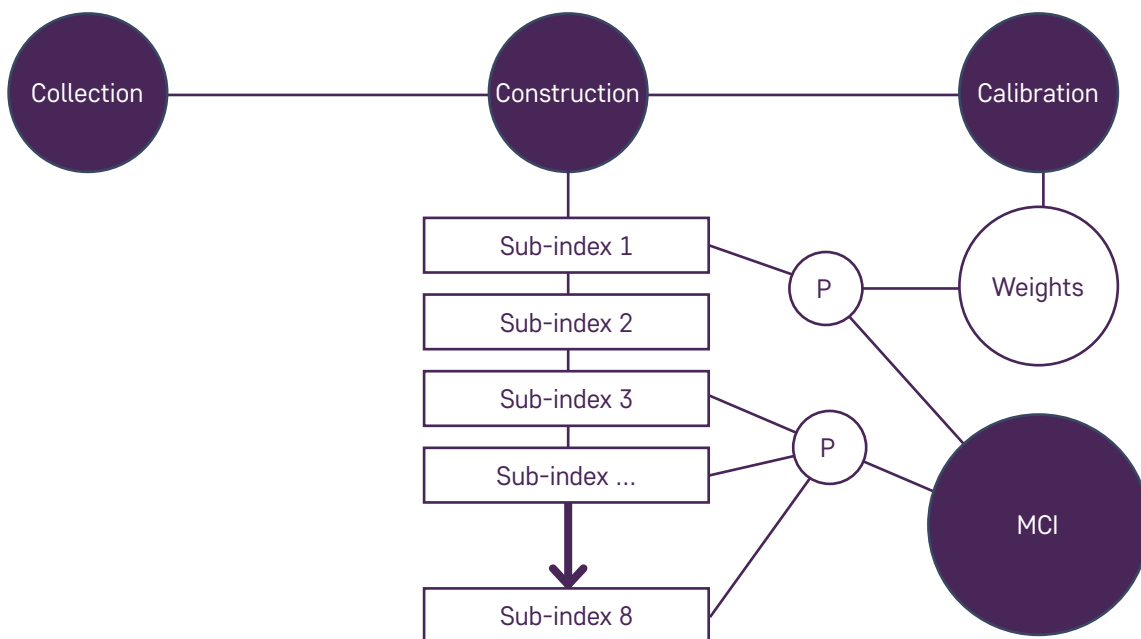 Collection
Construction
Calibration
Sub-index 1
P
Weights
Sub-index 2
Sub-index 3
P
Sub-index ...
MCI
Sub-index 8